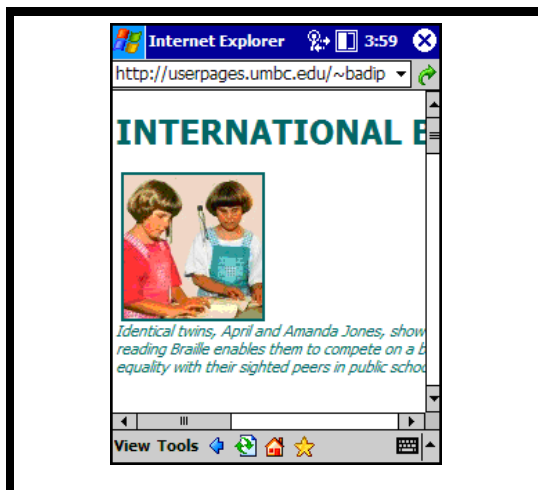 Internet Explorer 3:59
http://userpages.umbc.edu/~badip
INTERNATIONAL
Identical twins, April and Amanda Jones, show
reading Braille enables them to compete on a
equality with their sighted peers in public
View Tools